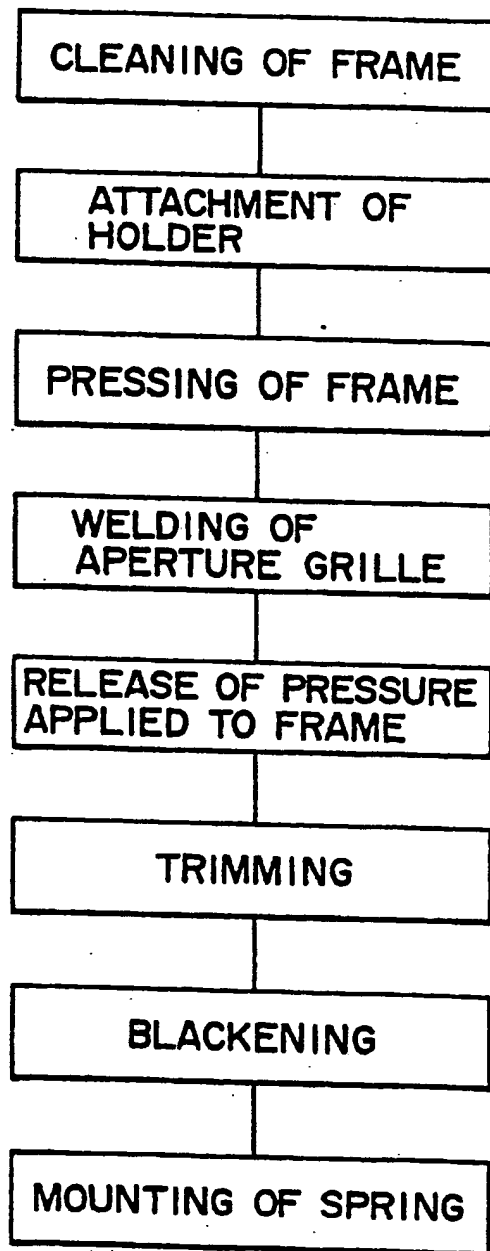 CLEANING OF FRAME
ATTACHMENT OF
HOLDER
PRESSING OF FRAME
WELDING OF
APERTURE GRILLE
RELEASE OF PRESSURE
APPLIED TO FRAME
TRIMMING
BLACKENING
MOUNTING OF SPRING